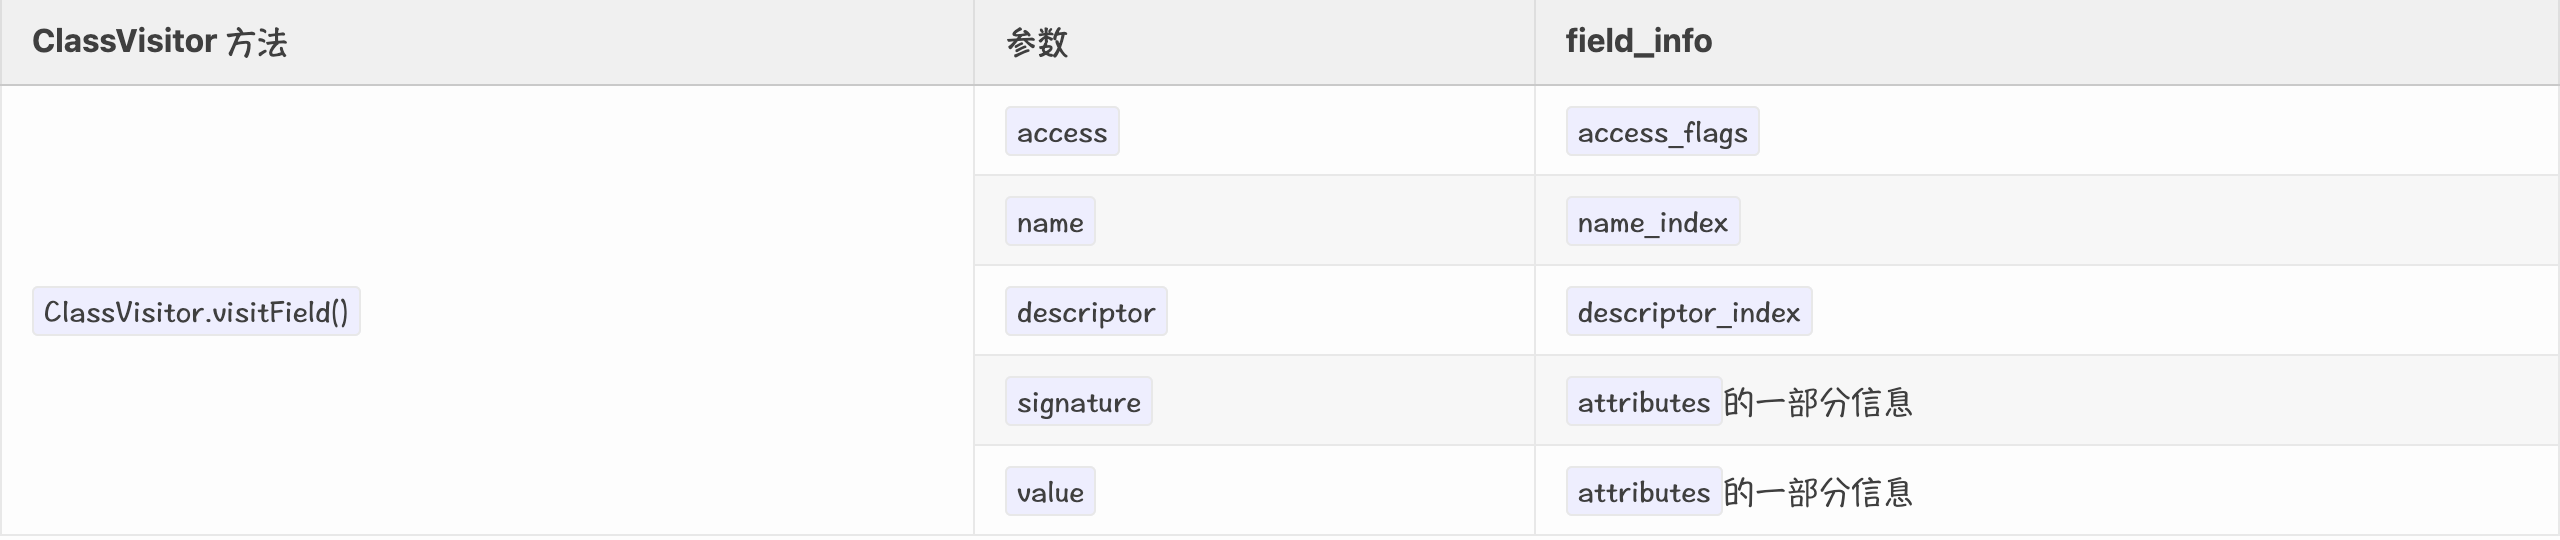 ClassVisitor 方法 参数 field_info
access access_flags
name name_index
ClassVisitor.visitField() descriptor descriptor_index
signature attributes 的一部分信息
value attributes 的一部分信息